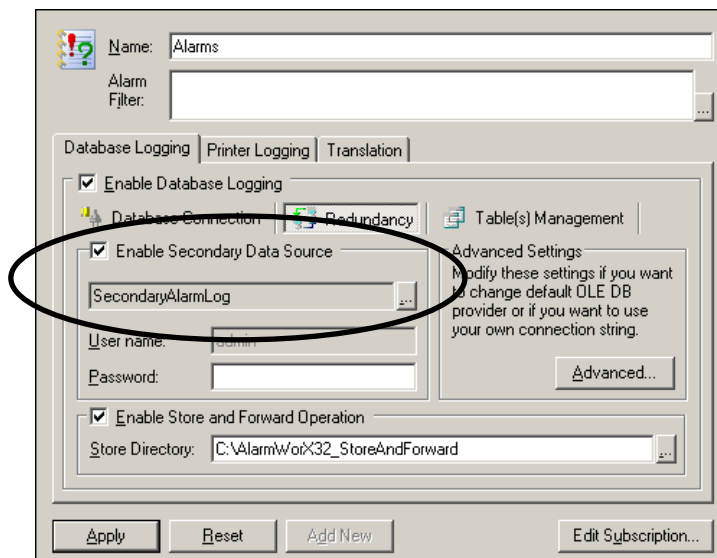 Name: Alarms
Alarm
Filter:
...
Database Logging Printer Logging Translation
Enable Database Logging
Database Connection Redundancy Table(s) Management
Enable Secondary Data Source
SecondaryAlarmLog ...
User name: admin
Password:
Advanced Settings
Modify these settings if you want
to change default OLE DB
provider or if you want to use
your own connection string.
Advanced...
Enable Store and Forward Operation
Store Directory: C:\AlarmWorX32_StoreAndForward ...
Apply Reset Add New Edit Subscription...